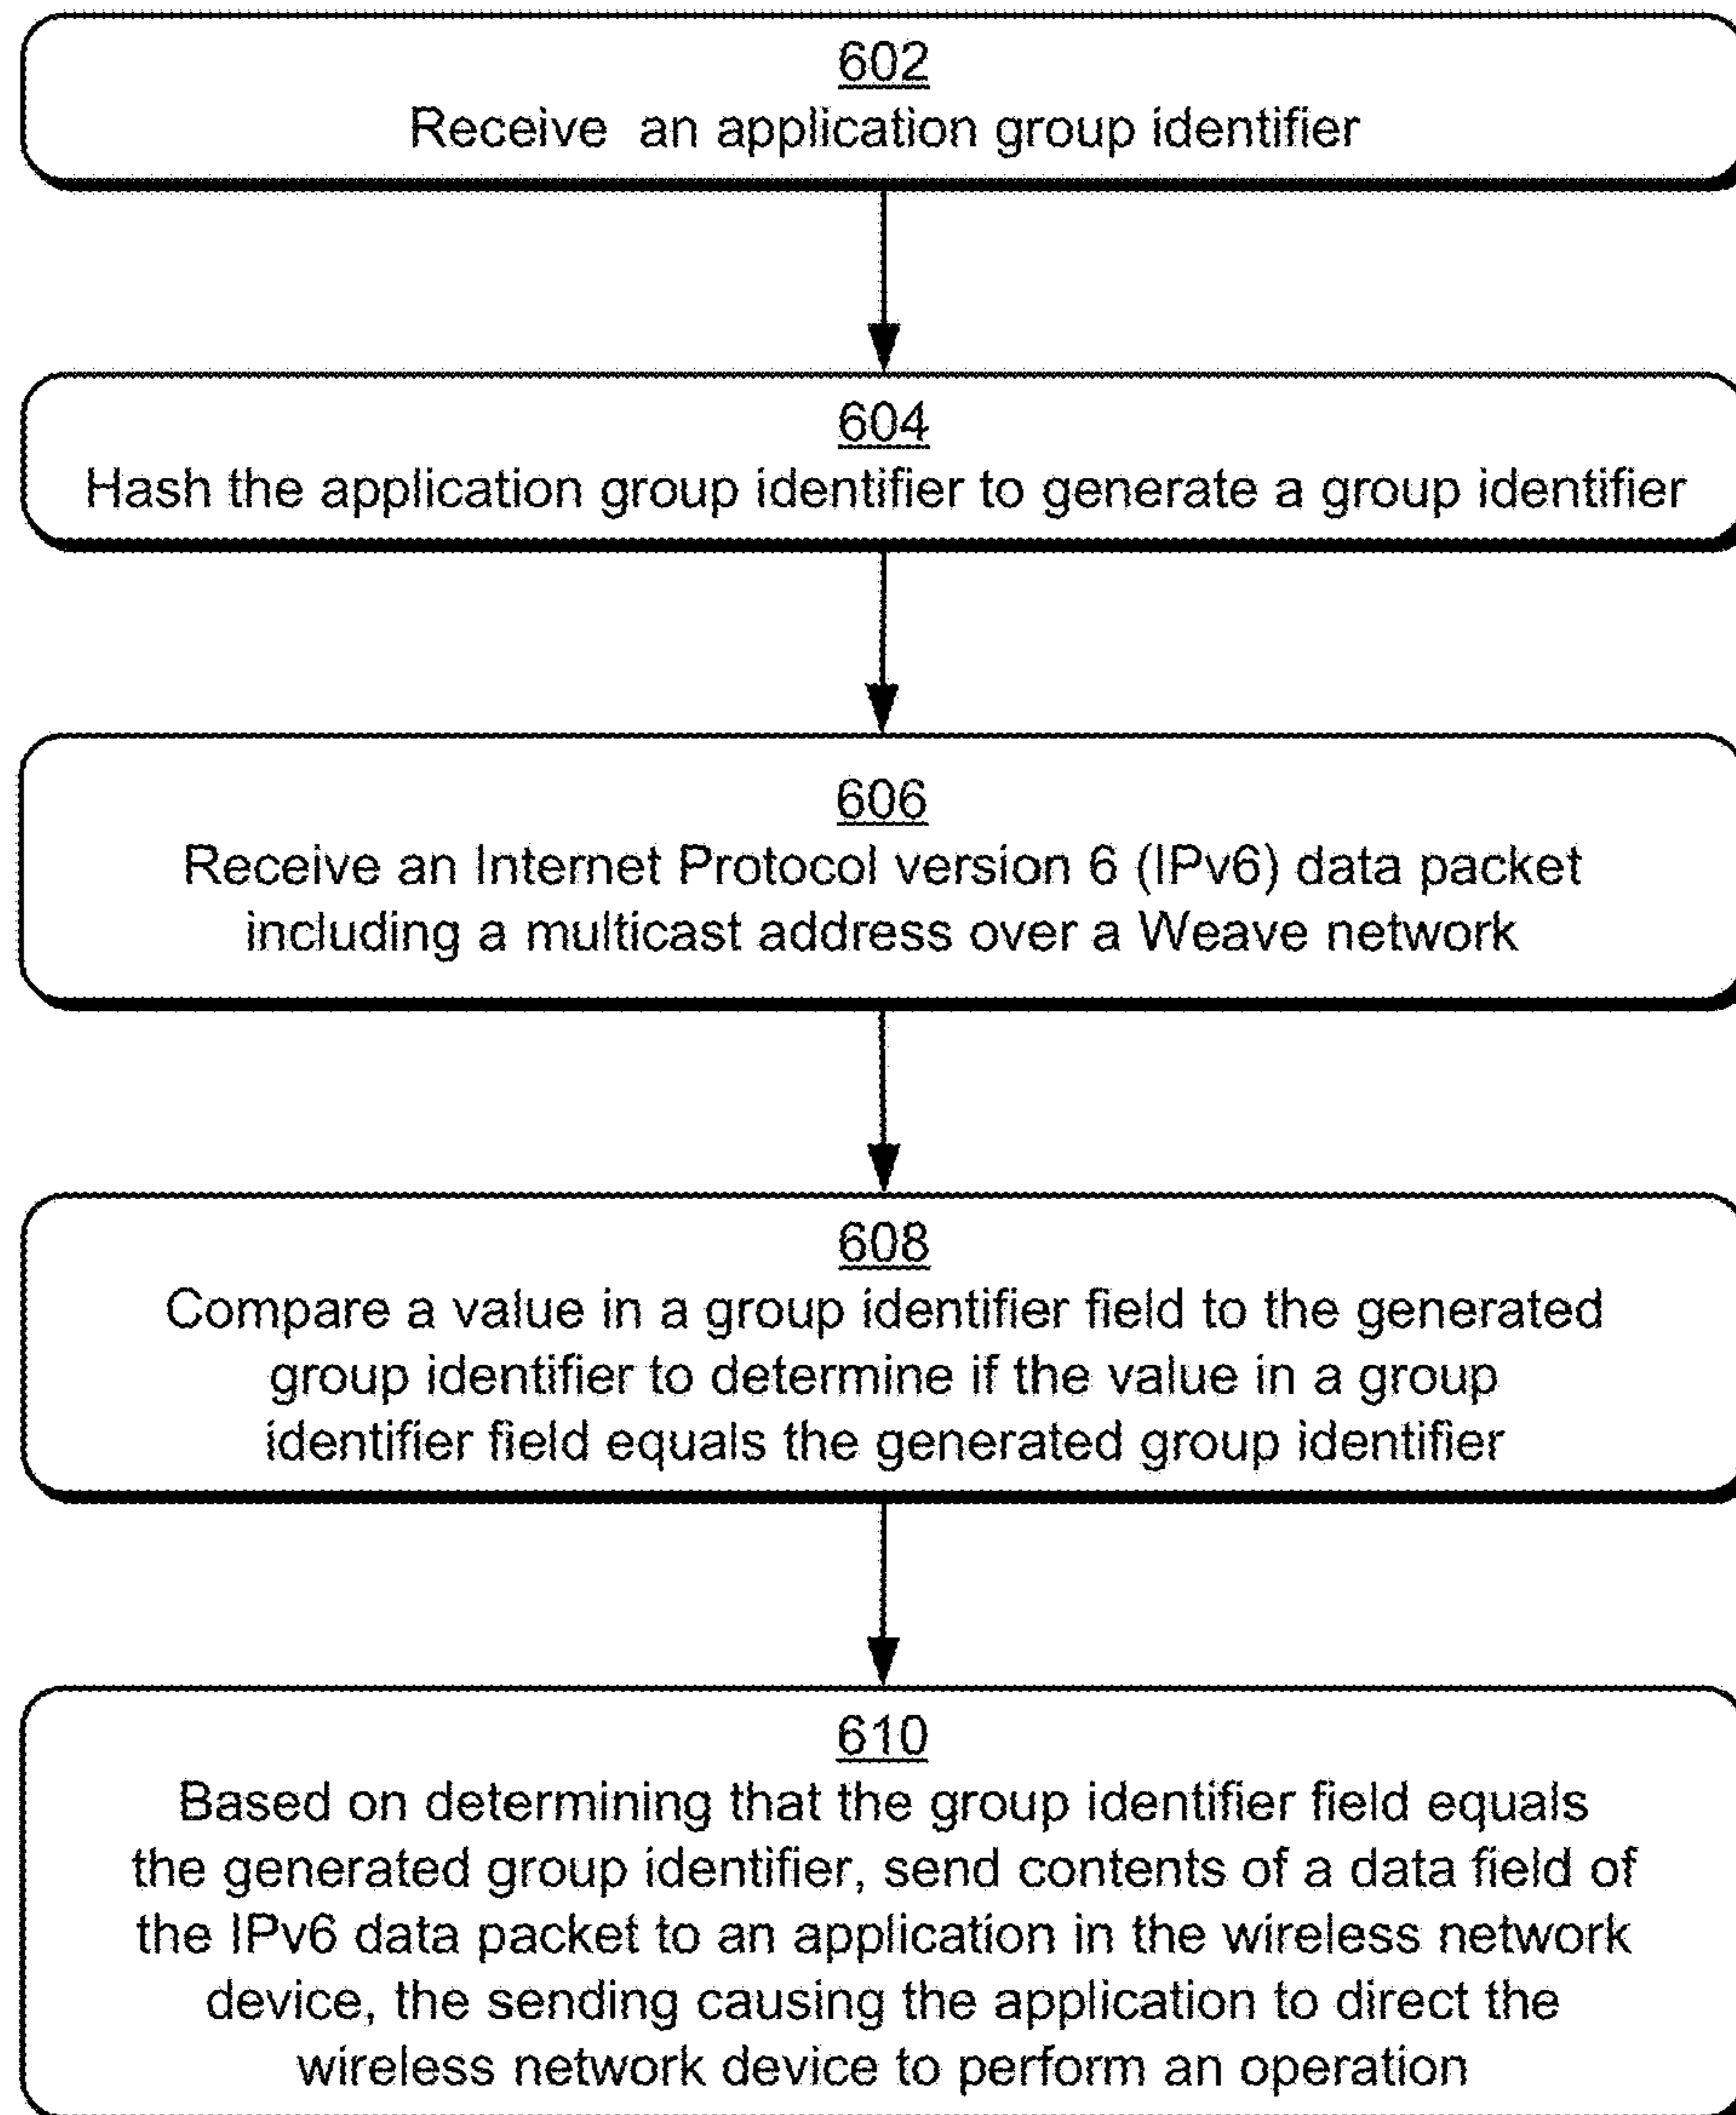 602
Receive an application group identifier
604
Hash the application group identifier to generate a group identifier
606
Receive an Internet Protocol version 6 (IPv6) data packet
including a multicast address over a Weave network
608
Compare a value in a group identifier field to the generated
group identifier to determine if the value in a group
identifier field equals the generated group identifier
610
Based on determining that the group identifier field equals
the generated group identifier, send contents of a data field of
the IPv6 data packet to an application in the wireless network
device, the sending causing the application to direct the
wireless network device to perform an operation